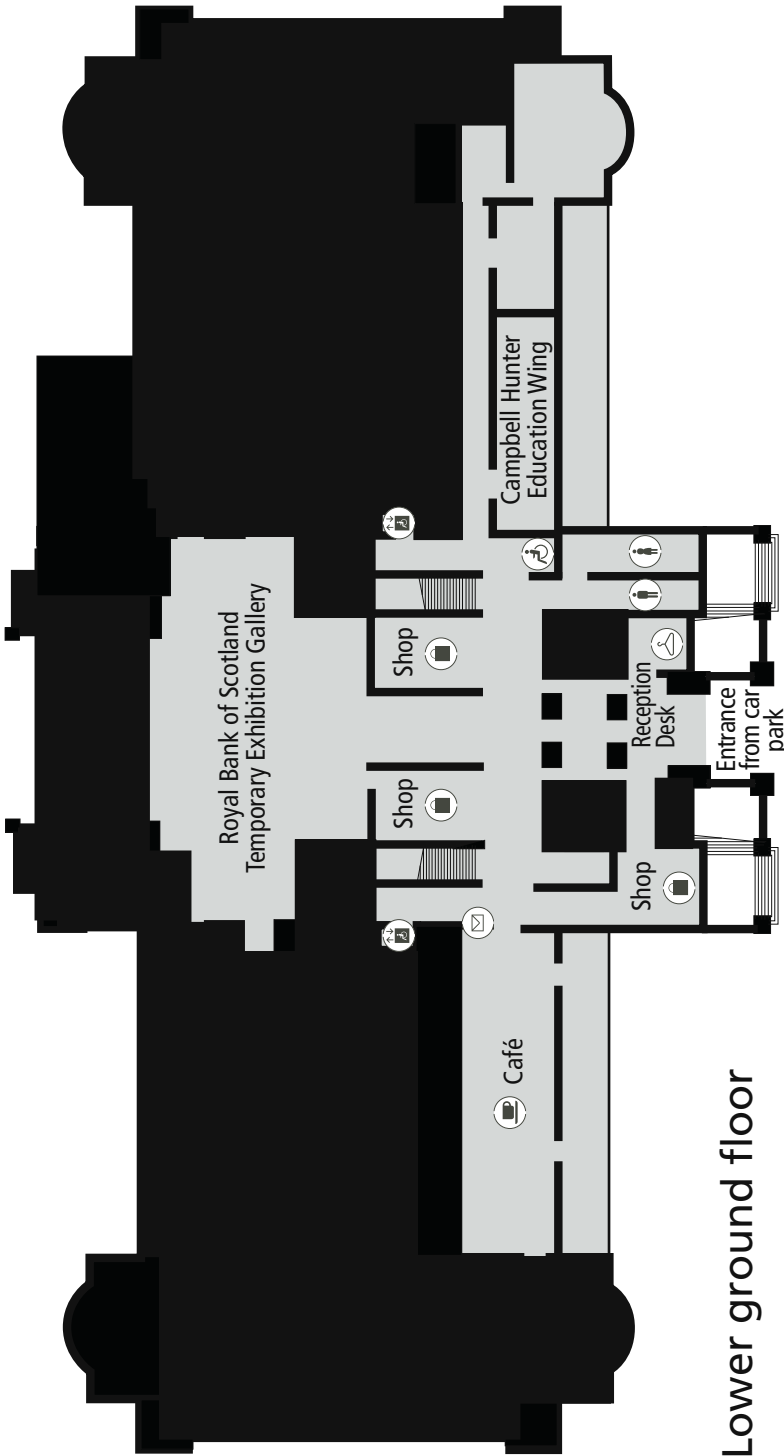 Royal Bank of Scotland
Temporary Exhibition Gallery
Shop
Shop
Campbell Hunter
Education Wing
Café
Shop
Reception
Desk
Entrance
from car
park
Lower ground floor